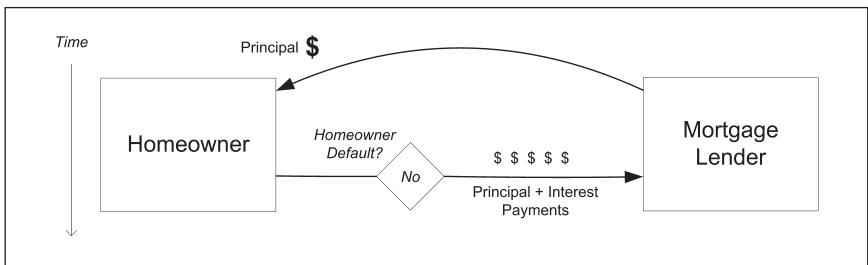 Time
Principal $
Homeowner
Homeowner
Default?
No
$ $ $ $ $
Principal + Interest
Payments
Mortgage
Lender